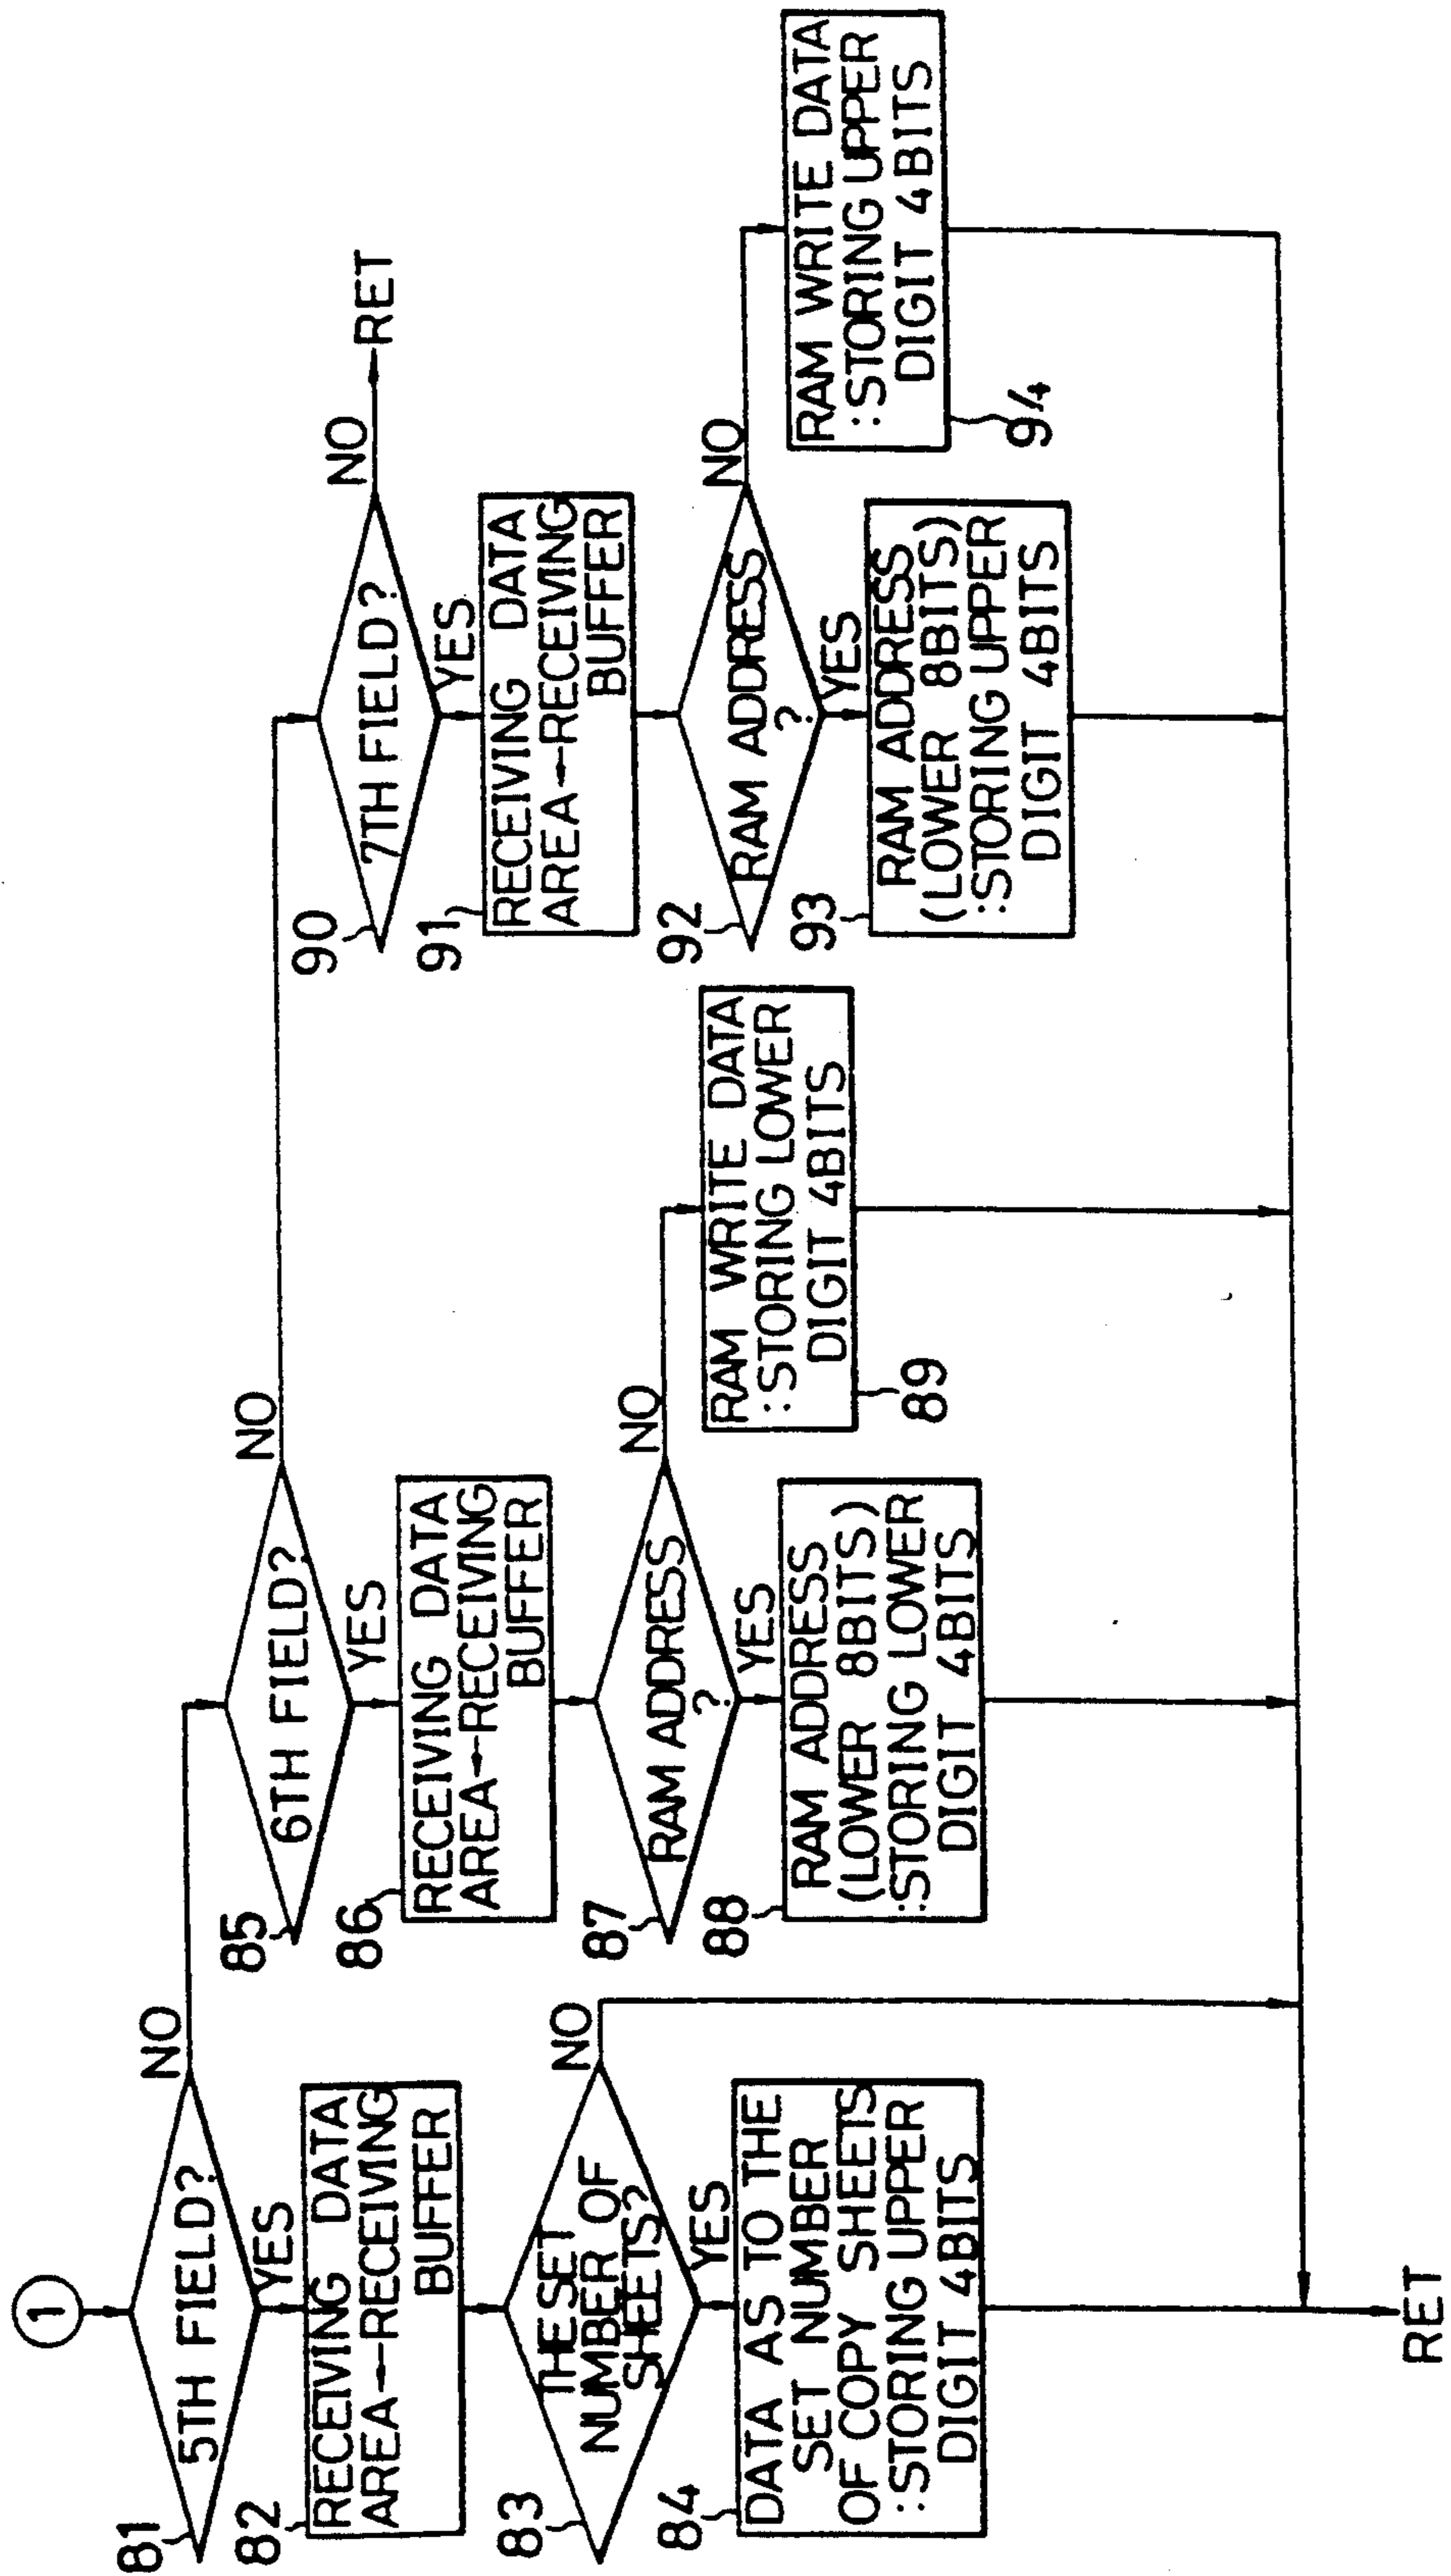 1
81
5TH FIELD?
NO
YES
82
RECEIVING DATA
AREA←RECEIVING
BUFFER
83
THE SET
NUMBER OF
SHEETS?
NO
YES
84
DATA AS TO THE
SET NUMBER
OF COPY SHEETS
:STORING UPPER
DIGIT 4BITS
RET
85
6TH FIELD?
NO
YES
86
RECEIVING DATA
AREA←RECEIVING
BUFFER
87
RAM ADDRESS
?
NO
YES
88
RAM ADDRESS
(LOWER 8BITS)
:STORING LOWER
DIGIT 4BITS
RAM WRITE DATA
:STORING LOWER
DIGIT 4BITS
89
90
7TH FIELD?
NO
RET
YES
91
RECEIVING DATA
AREA←RECEIVING
BUFFER
92
RAM ADDRESS
?
NO
YES
93
RAM ADDRESS
(LOWER 8BITS)
:STORING UPPER
DIGIT 4BITS
RAM WRITE DATA
:STORING UPPER
DIGIT 4BITS
94